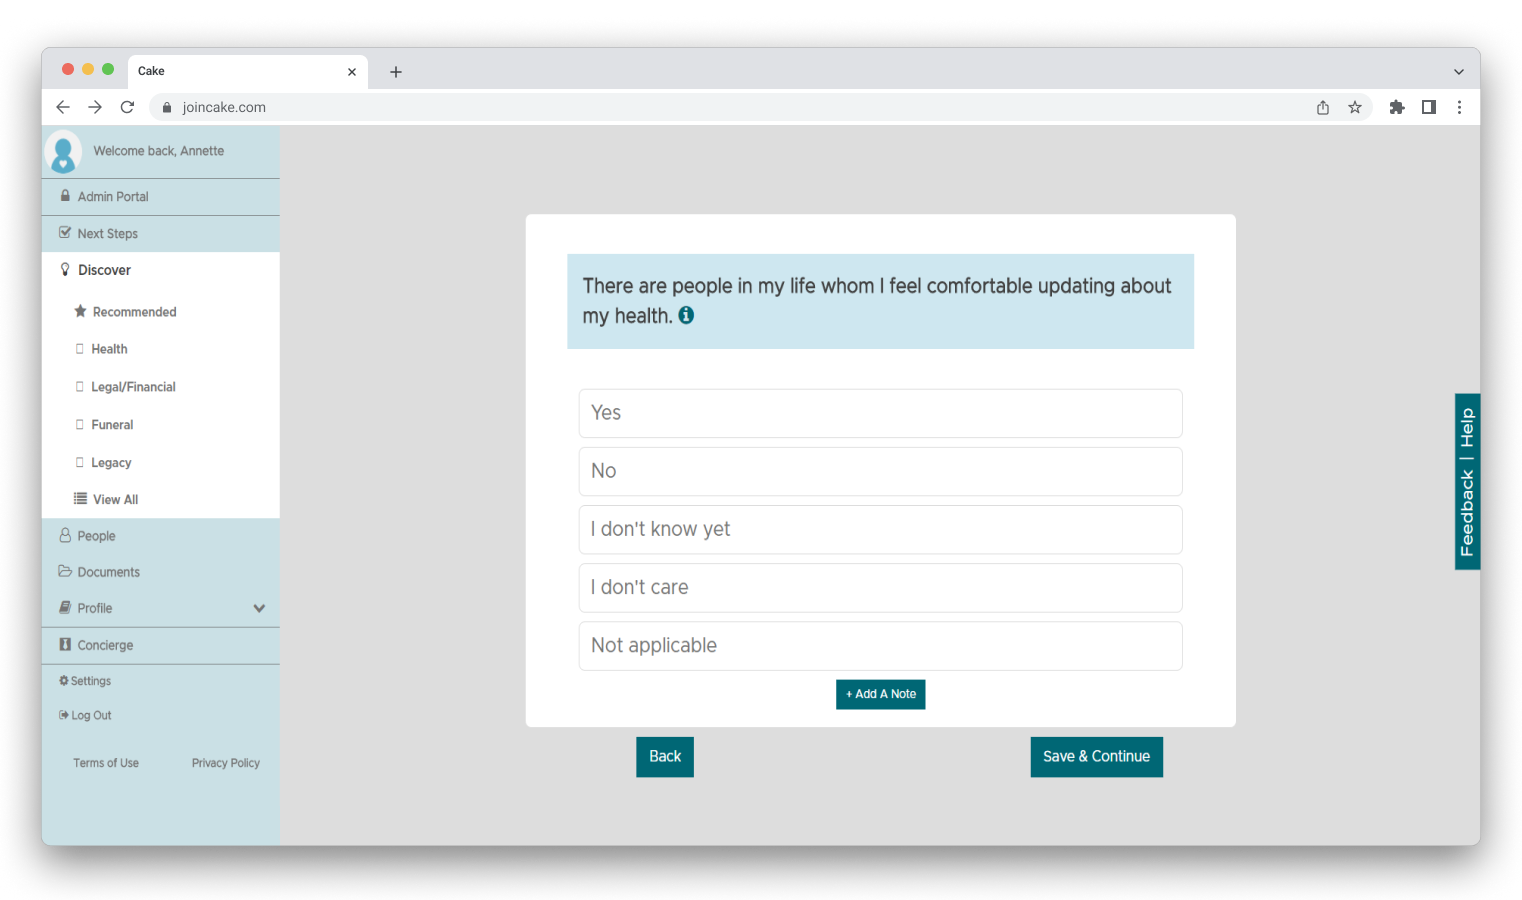 Cake
joincake.com
Welcome back, Annette
Admin Portal
Next Steps
Discover
Recommended
Health
Legal/Financial
Funeral
Legacy
View All
People
Documents
Profile
Concierge
Settings
Log Out
Terms of Use
Privacy Policy
There are people in my life whom I feel comfortable updating about
my health.
Yes
No
I don't know yet
I don't care
Not applicable
+ Add A Note
Back
Save & Continue
Feedback | Help